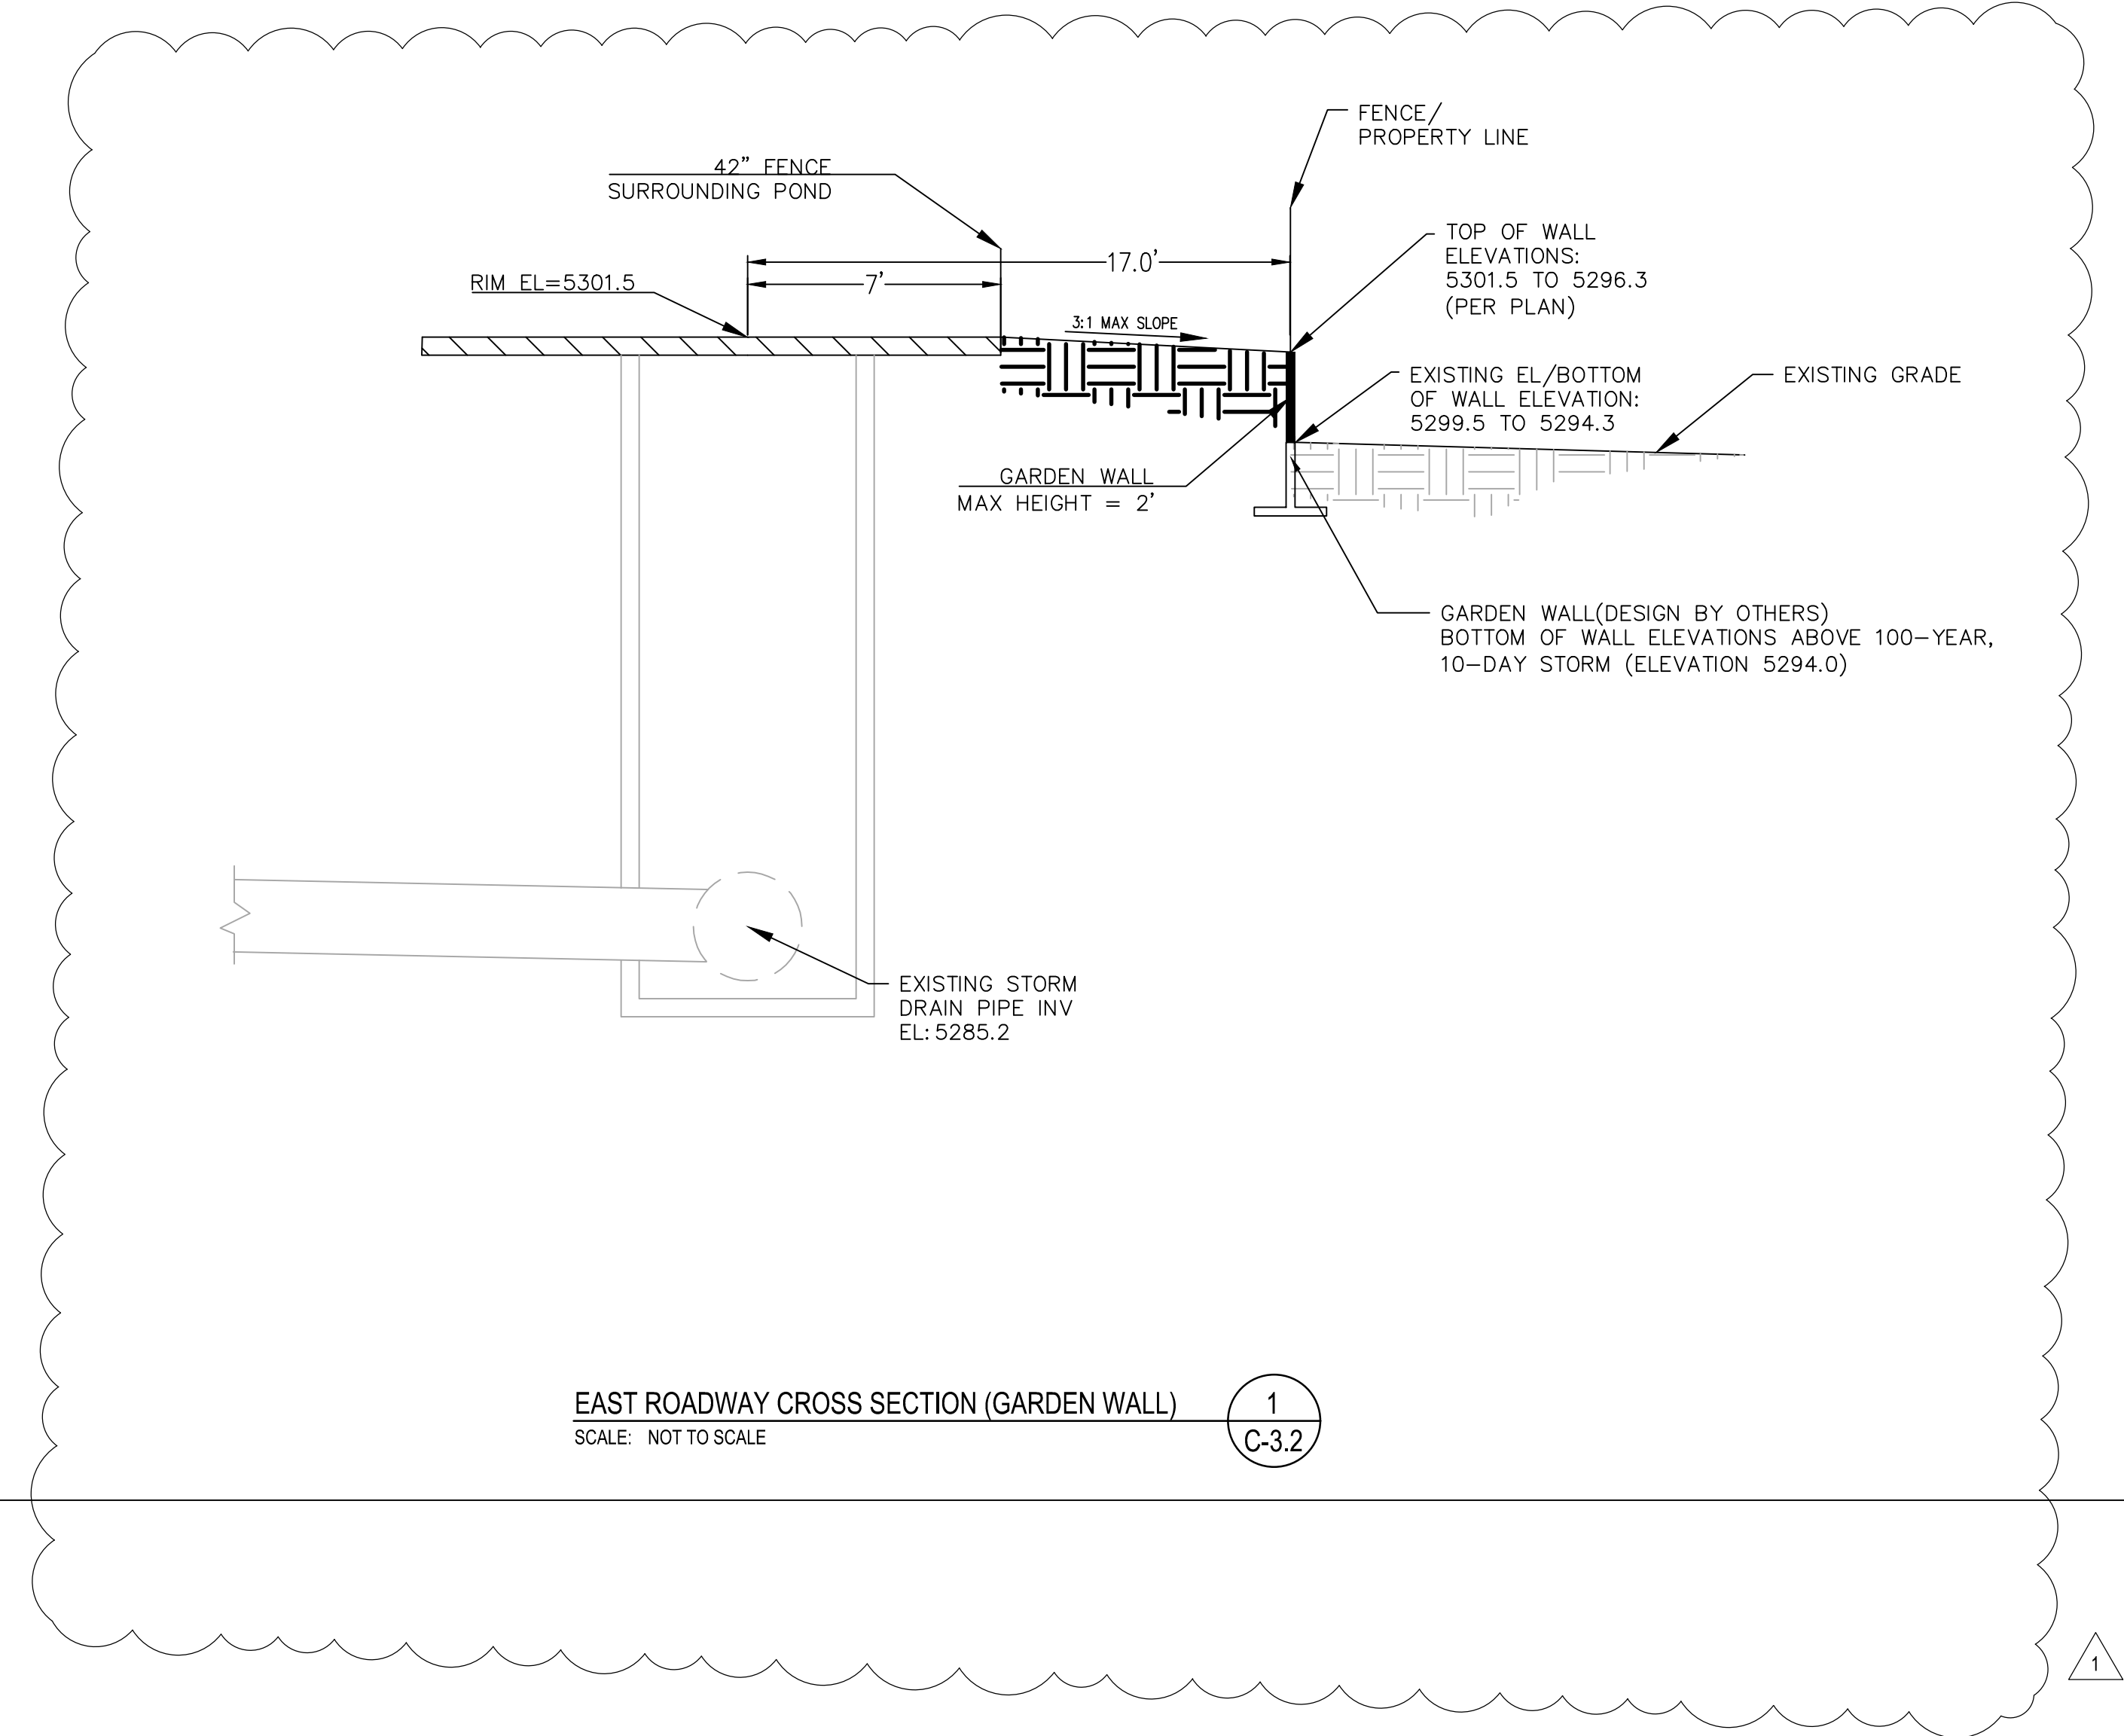 FENCE/
PROPERTY LINE
42" FENCE
SURROUNDING POND
TOP OF WALL
ELEVATIONS:
5301.5 TO 5296.3
(PER PLAN)
17.0'
7'
RIM EL=5301.5
3:1 MAX SLOPE
EXISTING EL/BOTTOM
OF WALL ELEVATION:
5299.5 TO 5294.3
EXISTING GRADE
GARDEN WALL
MAX HEIGHT = 2'
GARDEN WALL(DESIGN BY OTHERS)
BOTTOM OF WALL ELEVATIONS ABOVE 100-YEAR,
10-DAY STORM (ELEVATION 5294.0)
EXISTING STORM
DRAIN PIPE INV
EL: 5285.2
EAST ROADWAY CROSS SECTION (GARDEN WALL)
SCALE: NOT TO SCALE
1
C-3.2
1